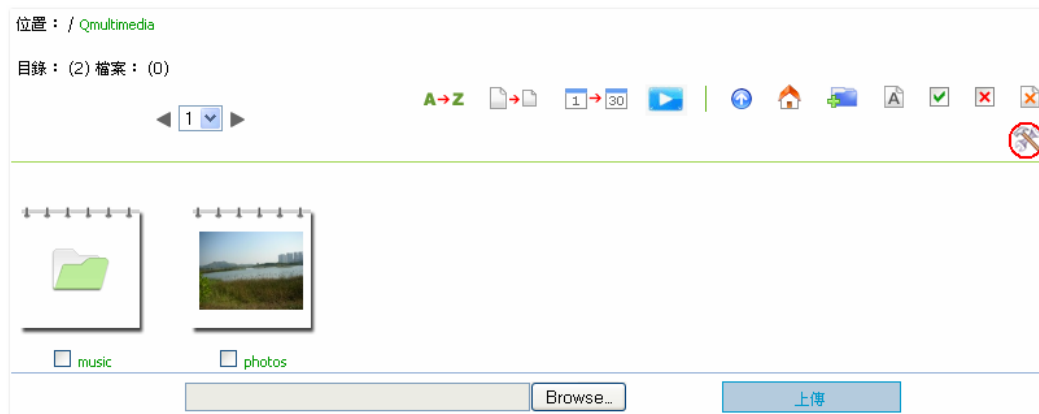 位置： / Qmultimedia
目錄： (2) 檔案： (0)
1
A→Z
1→30
A
music
photos
Browse...
上傳